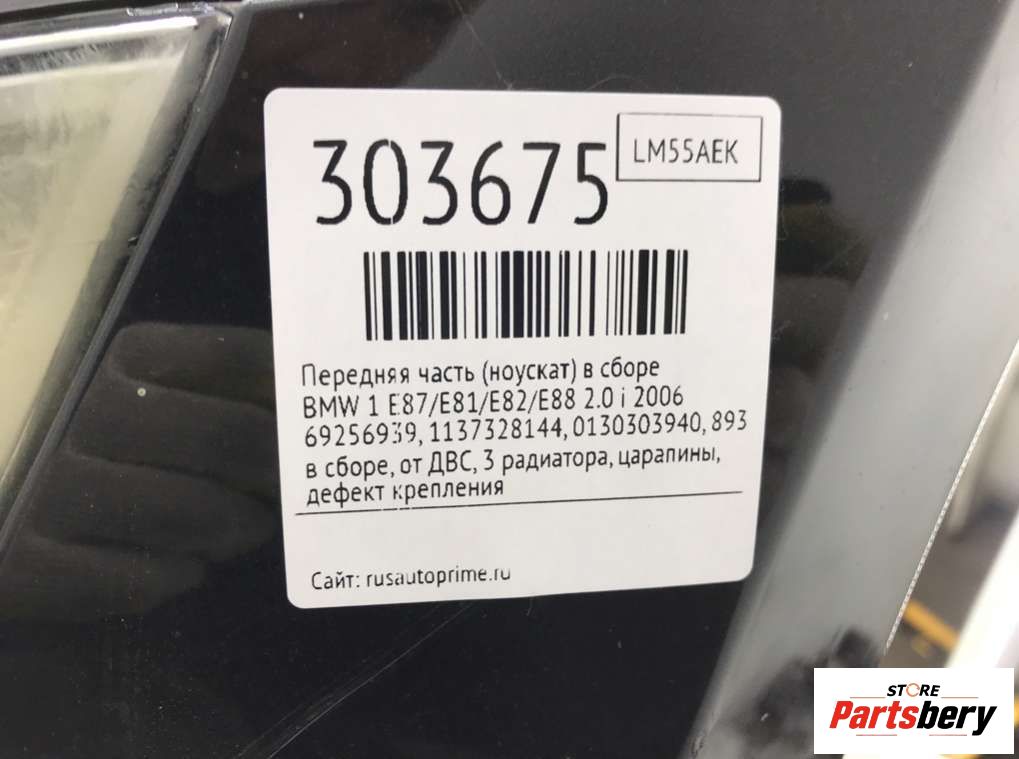 303675
LM55AEK
Передняя часть (ноускат) в сборе
BMW 1 E87/E81/E82/E88 2.0 i 2006
69256939, 1137328144, 0130303940, 893
в сборе, от ДВС, 3 радиатора, царапины,
дефект крепления
Сайт: rusautoprime.ru
STORE
Partsbery